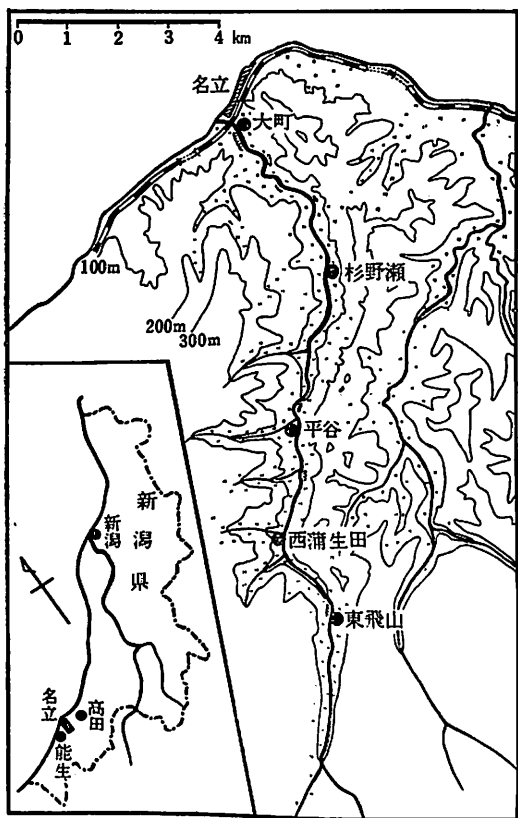 0 1 2 3 4 km
名立
大町
杉野瀬
100m
200m
300m
平谷
西蒲生田
東飛山
新潟県
新潟
名立
高田
能生